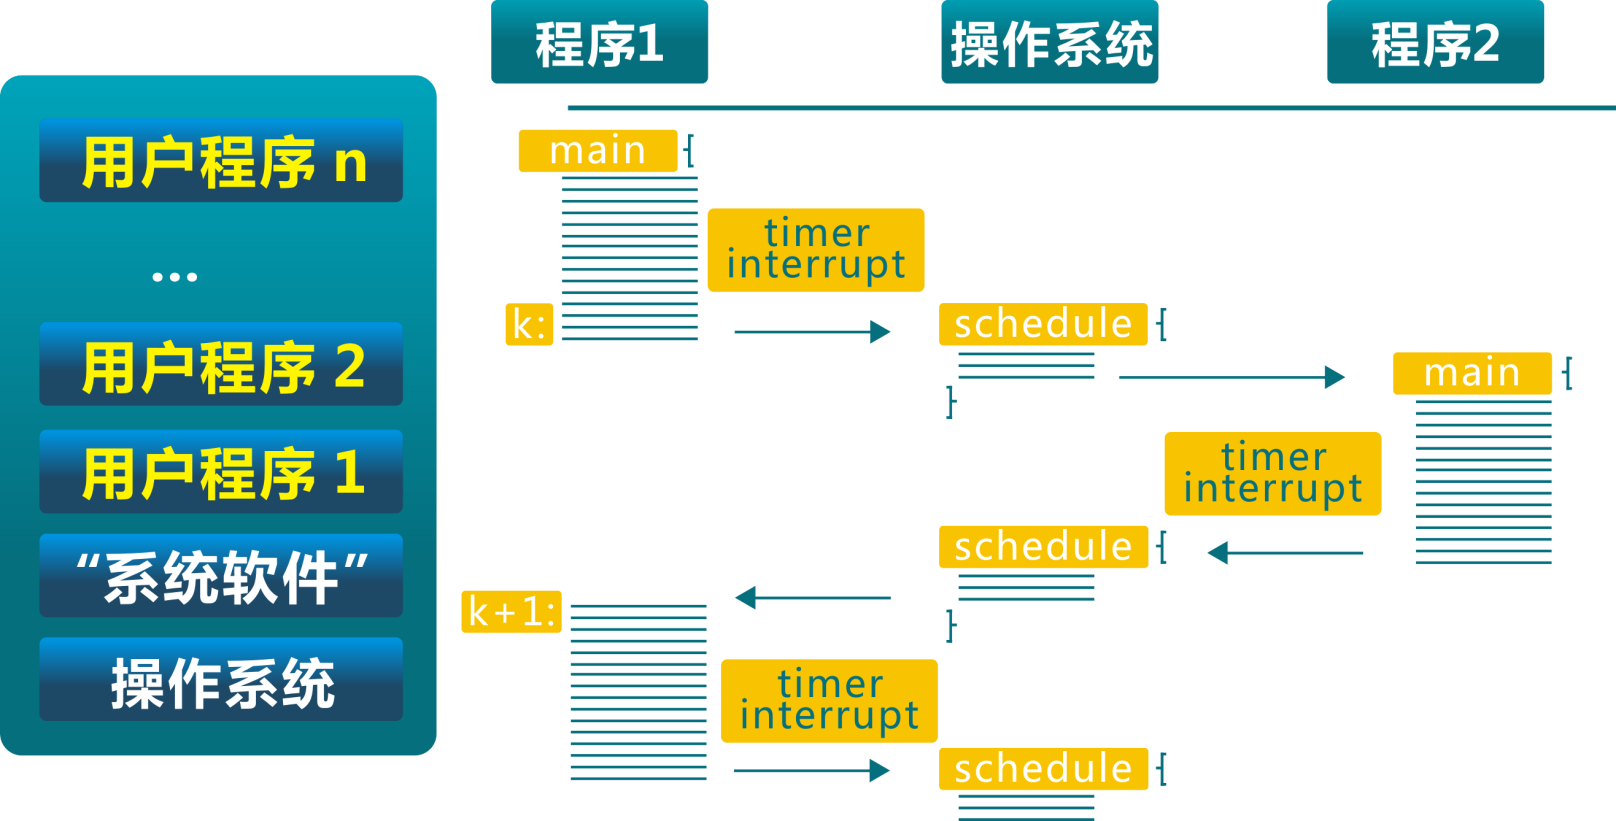 程序1
操作系统
程序2
用户程序 n
...
用户程序 2
用户程序 1
“系统软件”
操作系统
main {
timer
interrupt
k:
schedule {
}
main {
timer
interrupt
schedule {
}
k+1:
timer
interrupt
schedule {